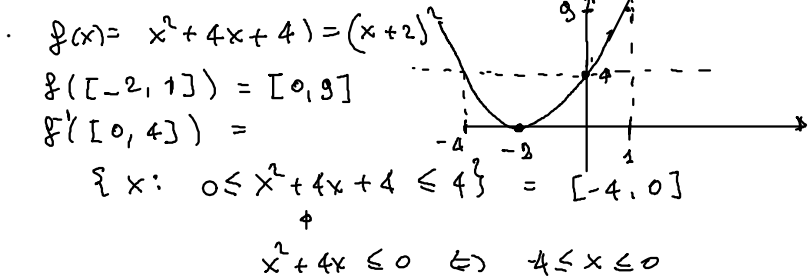 . f(x) = x² + 4x + 4) = (x + 2)²
f([-2, 1]) = [0, 9]
f⁻¹([0, 4]) =
{ x : 0 ≤ x² + 4x + 4 ≤ 4 } = [-4, 0]
x² + 4x ≤ 0 ⇔ -4 ≤ x ≤ 0
9
4
-4 -2 1 x